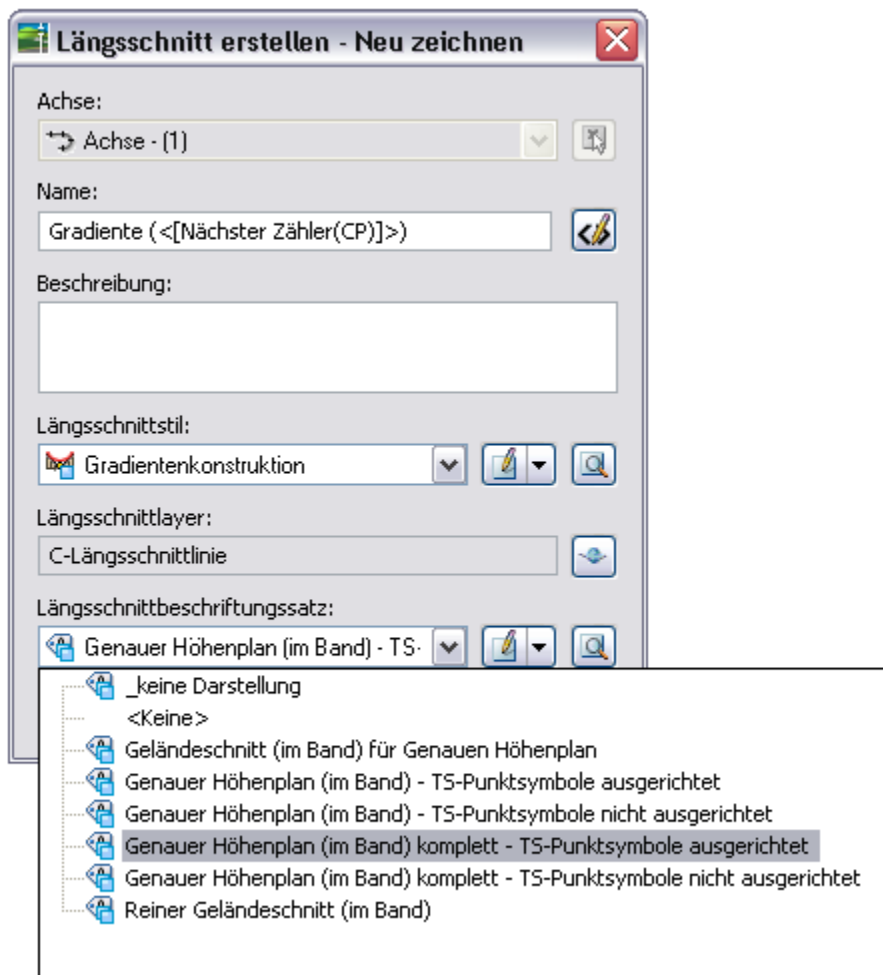 Längsschnitt erstellen - Neu zeichnen
Achse:
Achse - (1)
Name:
Gradiente (<[Nächster Zähler(CP)]>)
Beschreibung:
Längsschnittstil:
Gradientenkonstruktion
Längsschnittlayer:
C-Längsschnittlinie
Längsschnittbeschriftungssatz:
Genauer Höhenplan (im Band) - TS-
_keine Darstellung
<Keine>
Geländeschnitt (im Band) für Genauen Höhenplan
Genauer Höhenplan (im Band) - TS-Punktsymbole ausgerichtet
Genauer Höhenplan (im Band) - TS-Punktsymbole nicht ausgerichtet
Genauer Höhenplan (im Band) komplett - TS-Punktsymbole ausgerichtet
Genauer Höhenplan (im Band) komplett - TS-Punktsymbole nicht ausgerichtet
Reiner Geländeschnitt (im Band)